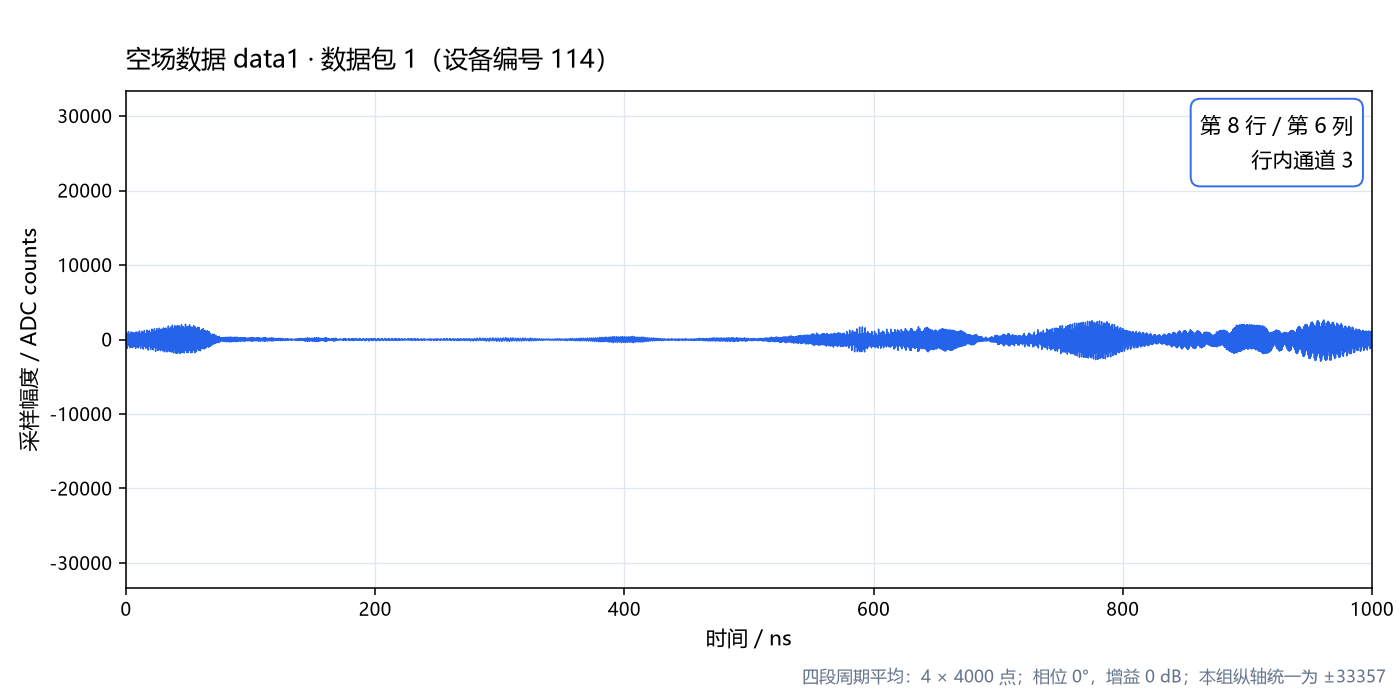 空场数据 data1 · 数据包 1（设备编号 114）
第 8 行 / 第 6 列
行内通道 3
采样幅度 / ADC counts
30000
20000
10000
0
-10000
-20000
-30000
0 200 400 600 800 1000
时间 / ns
四段周期平均：4 × 4000 点；相位 0°，增益 0 dB；本组纵轴统一为 ±33357